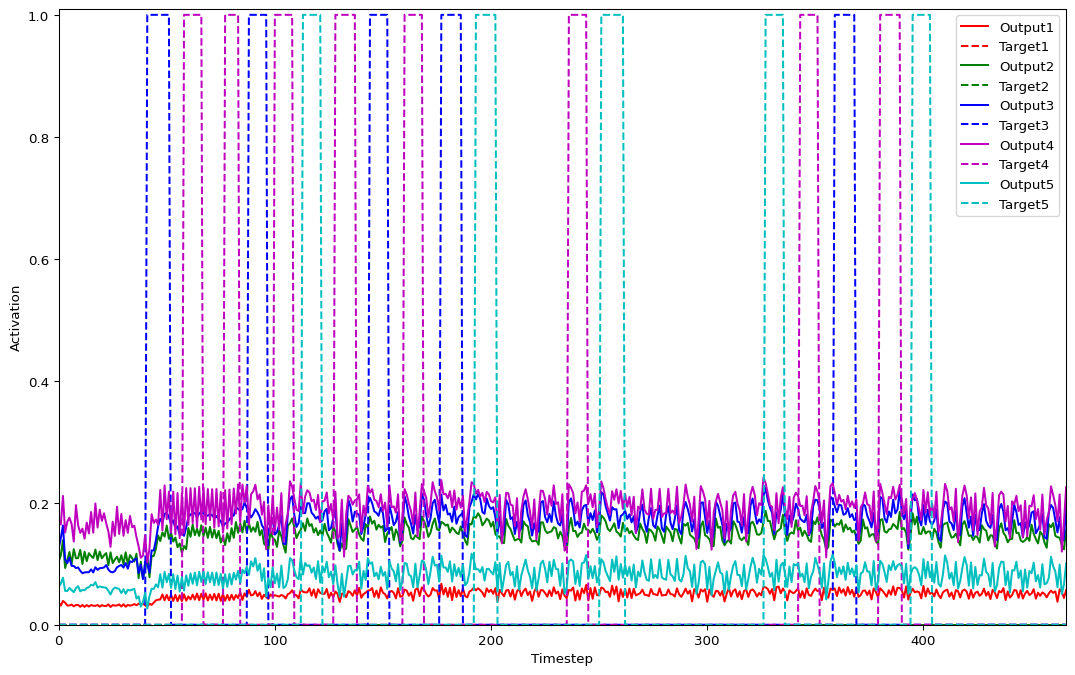 1.0
0.8
0.6
0.4
0.2
0.0
0
100
200
300
400
Activation
Timestep
Output1
Target1
Output2
Target2
Output3
Target3
Output4
Target4
Output5
Target5